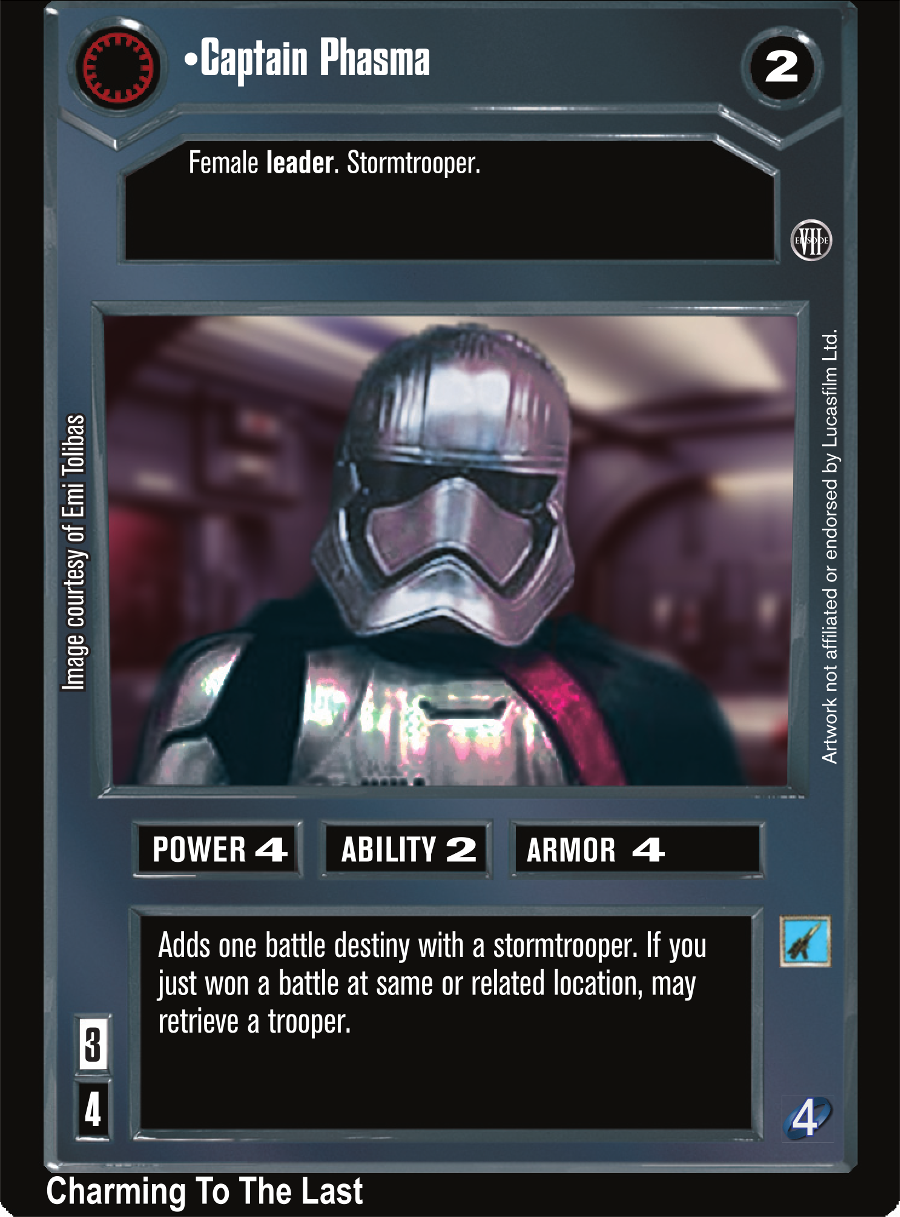 •Captain Phasma
2
Female leader. Stormtrooper.
EPISODE VII
Image courtesy of Emi Tolibas
Artwork not affiliated or endorsed by Lucasfilm Ltd.
POWER 4
ABILITY 2
ARMOR 4
Adds one battle destiny with a stormtrooper. If you
just won a battle at same or related location, may
retrieve a trooper.
3
4
4
Charming To The Last